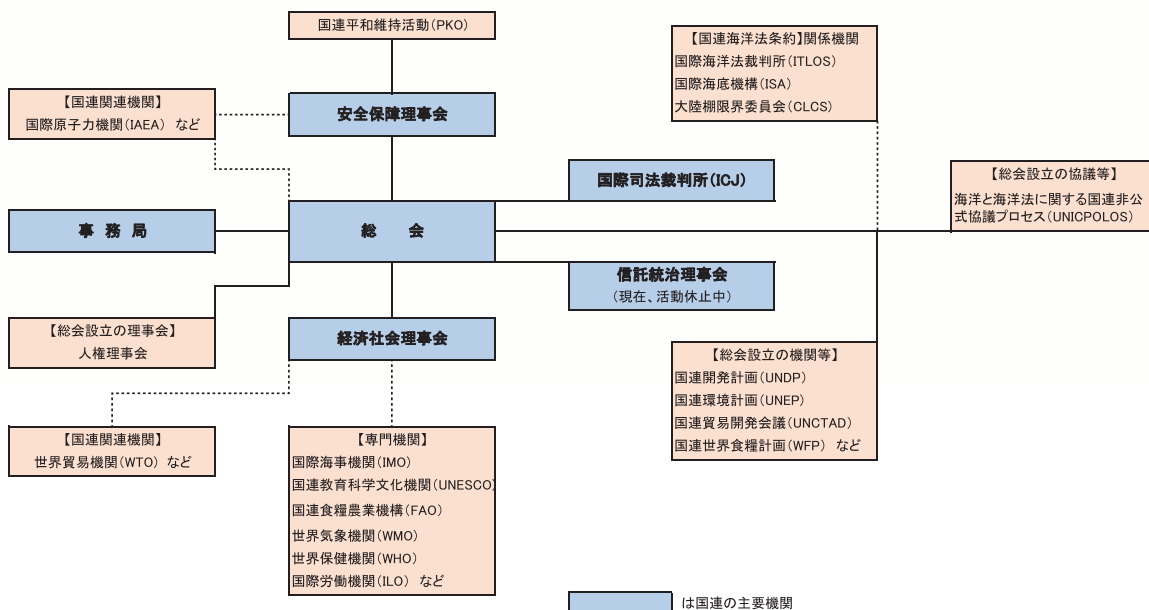 国連平和維持活動(PKO)
【国連海洋法条約】関係機関
国際海洋法裁判所(ITLOS)
国際海底機構(ISA)
大陸棚限界委員会(CLCS)
【国連関連機関】
国際原子力機関(IAEA) など
安全保障理事会
国際司法裁判所(ICJ)
【総会設立の協議等】
海洋と海洋法に関する国連非公
式協議プロセス(UNICPOLOS)
事 務 局
総 会
信託統治理事会
(現在、活動休止中)
【総会設立の理事会】
人権理事会
経済社会理事会
【総会設立の機関等】
国連開発計画(UNDP)
国連環境計画(UNEP)
国連貿易開発会議(UNCTAD)
国連世界食糧計画(WFP) など
【国連関連機関】
世界貿易機関(WTO) など
【専門機関】
国際海事機関(IMO)
国連教育科学文化機関(UNESCO)
国連食糧農業機構(FAO)
世界気象機関(WMO)
世界保健機関(WHO)
国際労働機関(ILO) など
は国連の主要機関